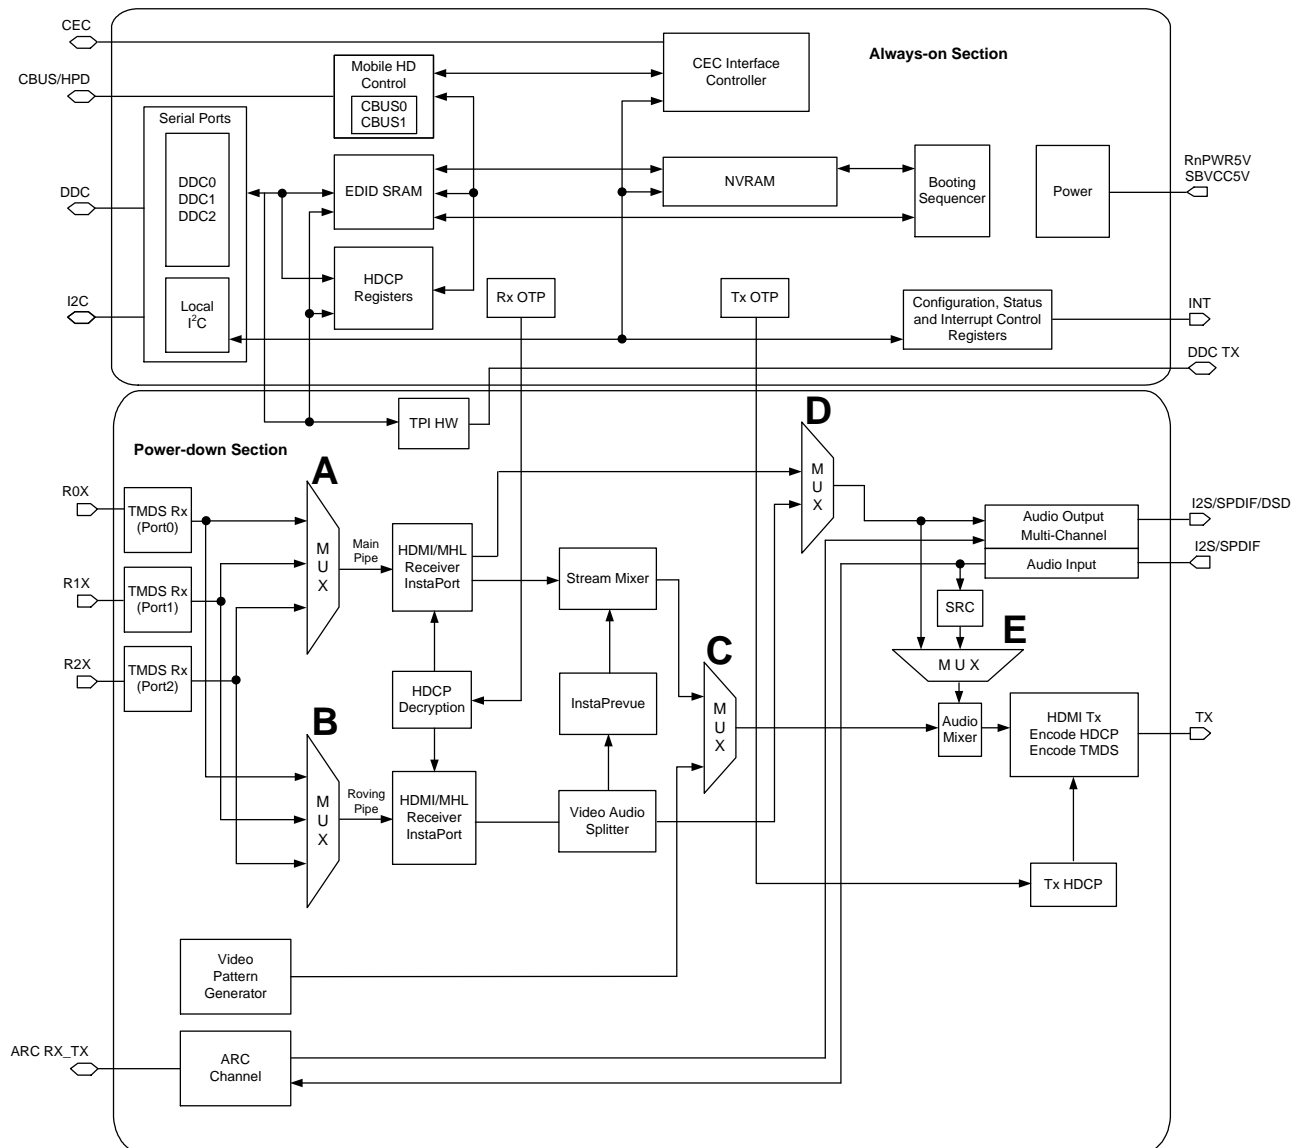 CEC
CBUS/HPD
DDC
I2C
Always-on Section
Mobile HD
Control
CBUS0
CBUS1
CEC Interface
Controller
Serial Ports
DDC0
DDC1
DDC2
EDID SRAM
NVRAM
Booting
Sequencer
Power
RnPWR5V
SBVCC5V
HDCP
Registers
Rx OTP
Tx OTP
Local
I²C
Configuration, Status
and Interrupt Control
Registers
INT
DDC TX
TPI HW
Power-down Section
R0X
R1X
R2X
TMDS Rx
(Port0)
TMDS Rx
(Port1)
TMDS Rx
(Port2)
A
M
U
X
Main
Pipe
HDMI/MHL
Receiver
InstaPort
Stream Mixer
D
M
U
X
Audio Output
Multi-Channel
Audio Input
I2S/SPDIF/DSD
I2S/SPDIF
SRC
E
M U X
HDCP
Decryption
InstaPrevue
C
M
U
X
Audio
Mixer
HDMI Tx
Encode HDCP
Encode TMDS
TX
B
M
U
X
Roving
Pipe
HDMI/MHL
Receiver
InstaPort
Video Audio
Splitter
Tx HDCP
Video
Pattern
Generator
ARC RX_TX
ARC
Channel